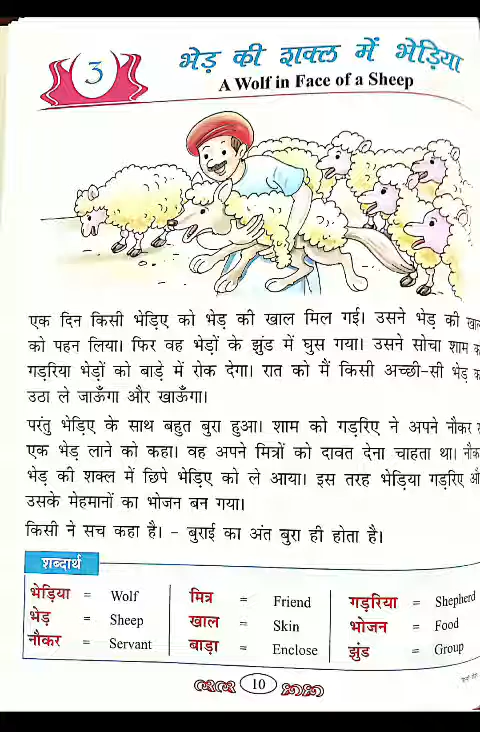 3
भेड़ की शक्ल में भेड़िया
A Wolf in Face of a Sheep
एक दिन किसी भेड़िए को भेड़ की खाल मिल गई। उसने भेड़ की
को पहन लिया। फिर वह भेड़ों के झुंड में घुस गया। उसने सोचा शाम
गड़रिया भेड़ों को बाड़े में रोक देगा। रात को मैं किसी अच्छी-सी भेड़
उठा ले जाऊँगा और खाऊँगा।
परंतु भेड़िए के साथ बहुत बुरा हुआ। शाम को गड़रिए ने अपने नौकर
एक भेड़ लाने को कहा। वह अपने मित्रों को दावत देना चाहता था।
भेड़ की शक्ल में छिपे भेड़िए को ले आया। इस तरह भेड़िया गड़रिए
उसके मेहमानों का भोजन बन गया।
किसी ने सच कहा है। - बुराई का अंत बुरा ही होता है।
शब्दार्थ
भेड़िया = Wolf मित्र = Friend गड़रिया = Shepherd
भेड़ = Sheep खाल = Skin भोजन = Food
नौकर = Servant बाड़ा = Enclose झुंड = Group
10